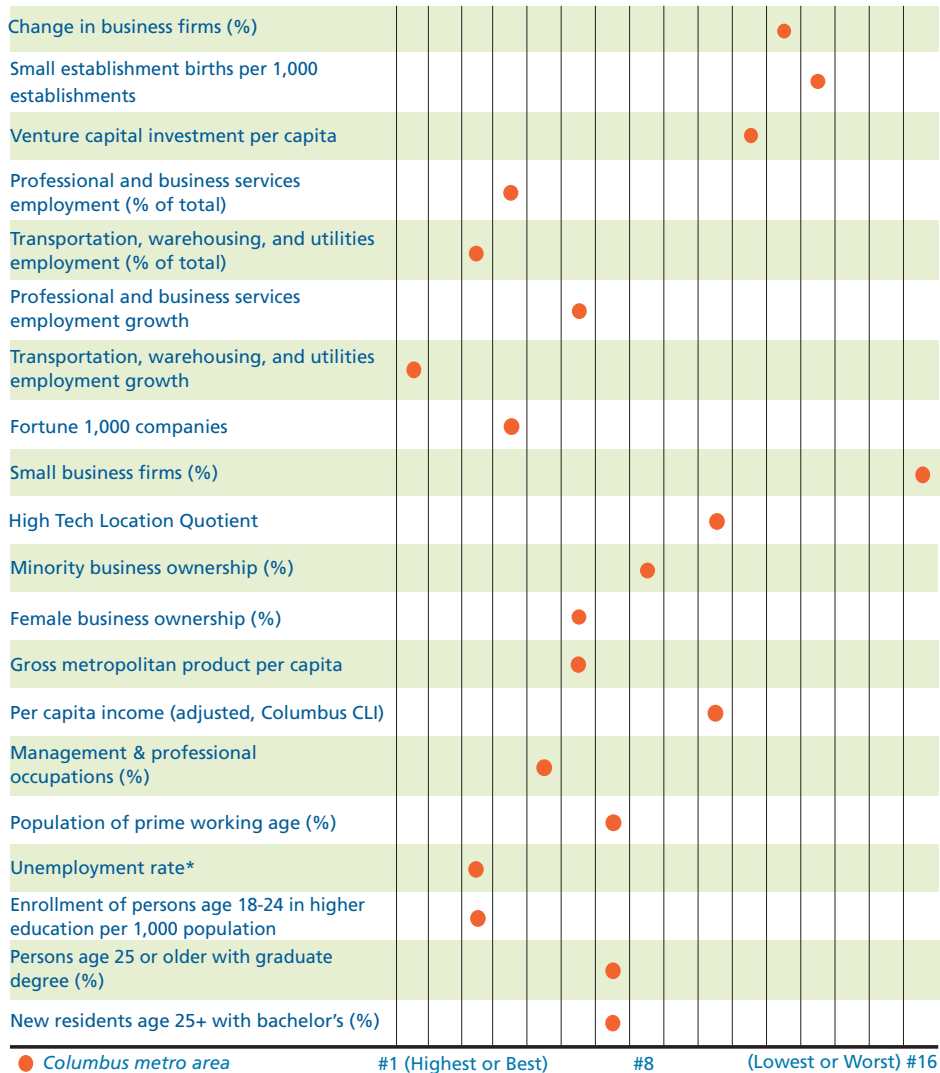 Change in business firms (%)
Small establishment births per 1,000
establishments
Venture capital investment per capita
Professional and business services
employment (% of total)
Transportation, warehousing, and utilities
employment (% of total)
Professional and business services
employment growth
Transportation, warehousing, and utilities
employment growth
Fortune 1,000 companies
Small business firms (%)
High Tech Location Quotient
Minority business ownership (%)
Female business ownership (%)
Gross metropolitan product per capita
Per capita income (adjusted, Columbus CLI)
Management & professional
occupations (%)
Population of prime working age (%)
Unemployment rate*
Enrollment of persons age 18-24 in higher
education per 1,000 population
Persons age 25 or older with graduate
degree (%)
New residents age 25+ with bachelor's (%)
Columbus metro area #1 (Highest or Best) #8 (Lowest or Worst) #16